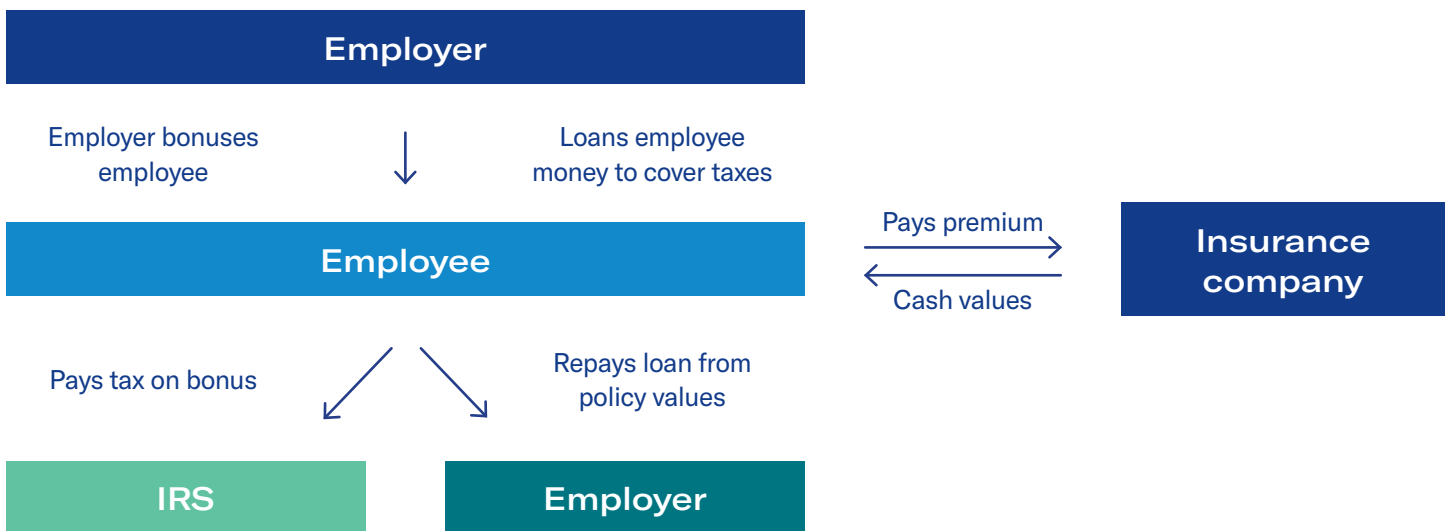 Employer
Employer bonuses
employee
Loans employee
money to cover taxes
Employee
Pays premium
Cash values
Insurance
company
Pays tax on bonus
Repays loan from
policy values
IRS
Employer